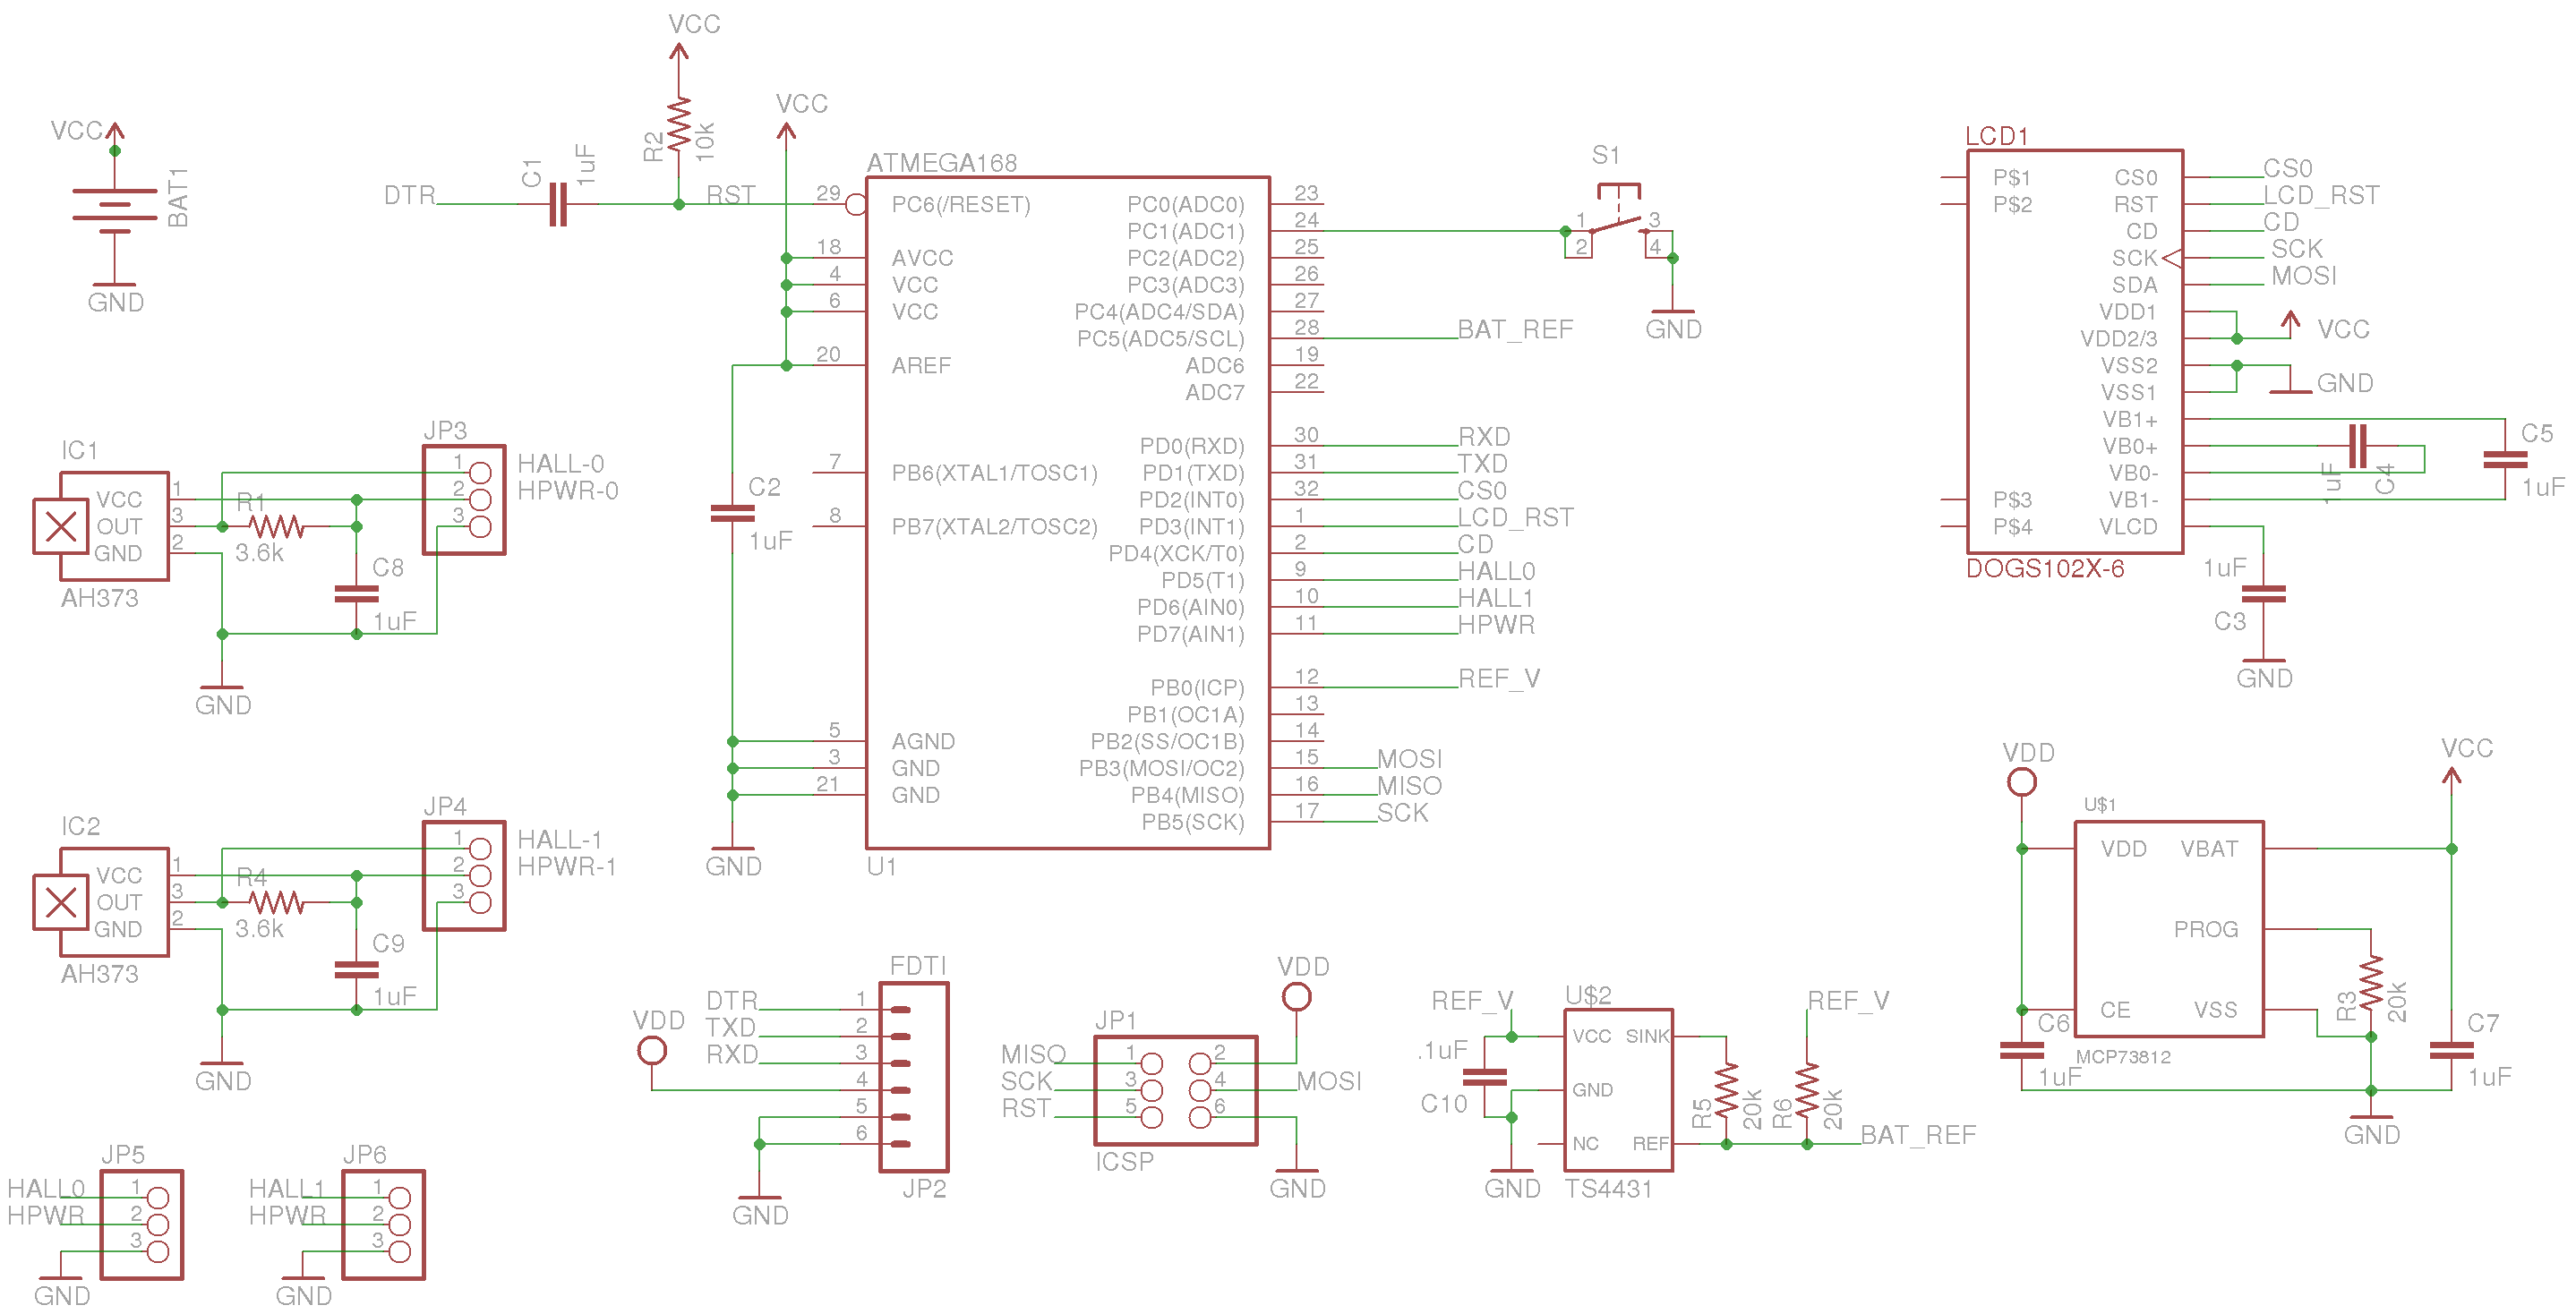 VCC
BAT1
GND
VCC
R2
10k
DTR
C1
1uF
RST
VCC
ATMEGA168
29
PC6(/RESET)
18
AVCC
4
VCC
6
VCC
20
AREF
7
PB6(XTAL1/TOSC1)
8
PB7(XTAL2/TOSC2)
5
AGND
3
GND
21
GND
PC0(ADC0)
23
PC1(ADC1)
24
PC2(ADC2)
25
PC3(ADC3)
26
PC4(ADC4/SDA)
27
PC5(ADC5/SCL)
28
BAT_REF
ADC6
19
ADC7
22
PD0(RXD)
30
RXD
PD1(TXD)
31
TXD
PD2(INT0)
32
CS0
PD3(INT1)
1
LCD_RST
PD4(XCK/T0)
2
CD
PD5(T1)
9
HALL0
PD6(AIN0)
10
HALL1
PD7(AIN1)
11
HPWR
PB0(ICP)
12
REF_V
PB1(OC1A)
13
PB2(SS/OC1B)
14
PB3(MOSI/OC2)
15
MOSI
PB4(MISO)
16
MISO
PB5(SCK)
17
SCK
U1
C2
1uF
GND
S1
1
3
2
4
GND
LCD1
P$1
P$2
P$3
P$4
CS0
CS0
RST
LCD_RST
CD
CD
SCK
SCK
SDA
MOSI
VDD1
VDD2/3
VCC
VSS2
GND
VSS1
VB1+
VB0+
VB0-
VB1-
VLCD
C5
1uF
1uF
C4
DOGS102X-6
1uF
C3
GND
IC1
VCC
1
OUT
3
GND
2
AH373
R1
3.6k
C8
1uF
JP3
1
2
3
HALL-0
HPWR-0
GND
IC2
VCC
1
OUT
3
GND
2
AH373
R4
3.6k
C9
1uF
JP4
1
2
3
HALL-1
HPWR-1
GND
JP5
HALL0
1
HPWR
2
3
GND
JP6
HALL1
1
HPWR
2
3
GND
FDTI
DTR
1
TXD
2
RXD
3
VDD
4
5
6
JP2
GND
JP1
MISO
1
SCK
3
RST
5
2
4
6
VDD
MOSI
ICSP
GND
REF_V
.1uF
C10
GND
U$2
VCC
SINK
GND
NC
REF
TS4431
R5
20k
REF_V
R6
20k
BAT_REF
VDD
U$1
VDD
VBAT
PROG
CE
VSS
MCP73812
C6
1uF
R3
20k
VCC
C7
1uF
GND